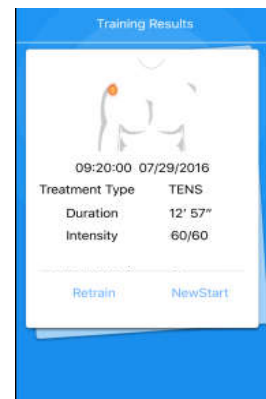 Training Results
09:20:00 07/29/2016
Treatment Type TENS
Duration 12' 57"
Intensity 60/60
Retrain NewStart